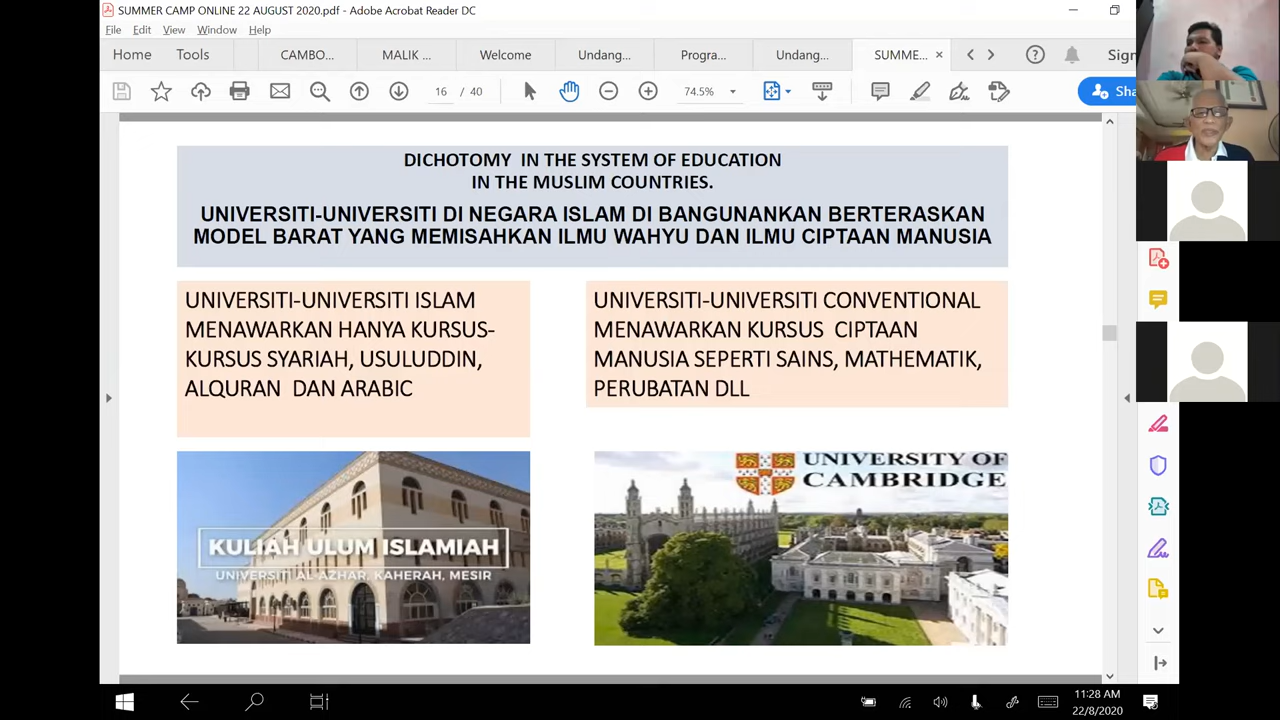 SUMMER CAMP ONLINE 22 AUGUST 2020.pdf - Adobe Acrobat Reader DC
File Edit View Window Help
Home Tools CAMBO... MALIK ... Welcome Undang... Progra... Undang... SUMME... × Sign
16 / 40 74.5% Sha
DICHOTOMY IN THE SYSTEM OF EDUCATION
IN THE MUSLIM COUNTRIES.
UNIVERSITI-UNIVERSITI DI NEGARA ISLAM DI BANGUNANKAN BERTERASKAN
MODEL BARAT YANG MEMISAHKAN ILMU WAHYU DAN ILMU CIPTAAN MANUSIA
UNIVERSITI-UNIVERSITI ISLAM
MENAWARKAN HANYA KURSUS-
KURSUS SYARIAH, USULUDDIN,
ALQURAN DAN ARABIC
UNIVERSITI-UNIVERSITI CONVENTIONAL
MENAWARKAN KURSUS CIPTAAN
MANUSIA SEPERTI SAINS, MATHEMATIK,
PERUBATAN DLL
KULIAH ULUM ISLAMIAH
UNIVERSITI AL-AZHAR, KAHERAH, MESIR
UNIVERSITY OF
CAMBRIDGE
11:28 AM
22/8/2020